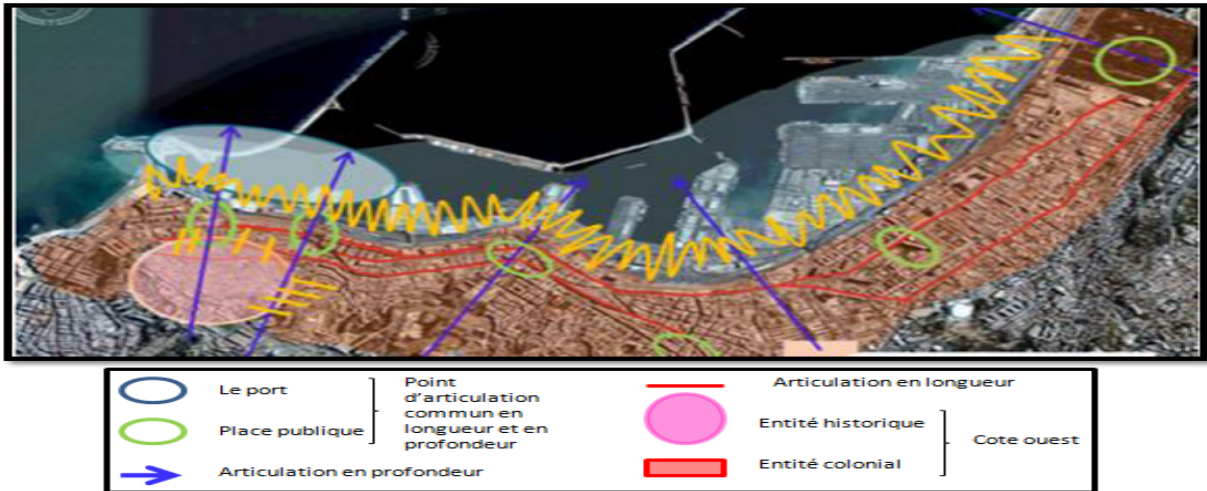 Le port
Place publique
Point
d'articulation
commun en
longueur et en
profondeur
Articulation en profondeur
Articulation en longueur
Entité historique
Entité colonial
Cote ouest